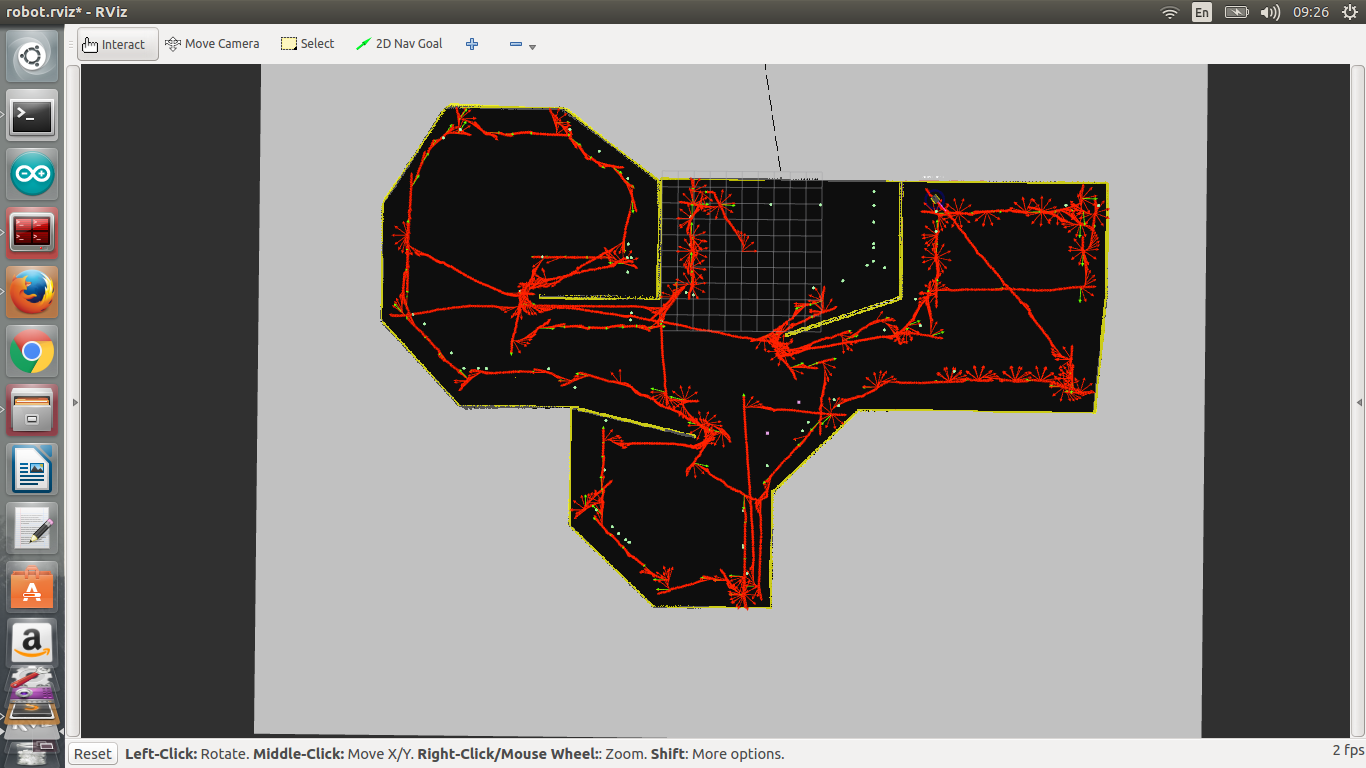 robot.rviz* - RViz
En
09:26
Interact
Move Camera
Select
2D Nav Goal
Reset
Left-Click: Rotate. Middle-Click: Move X/Y. Right-Click/Mouse Wheel:: Zoom. Shift: More options.
2 fps